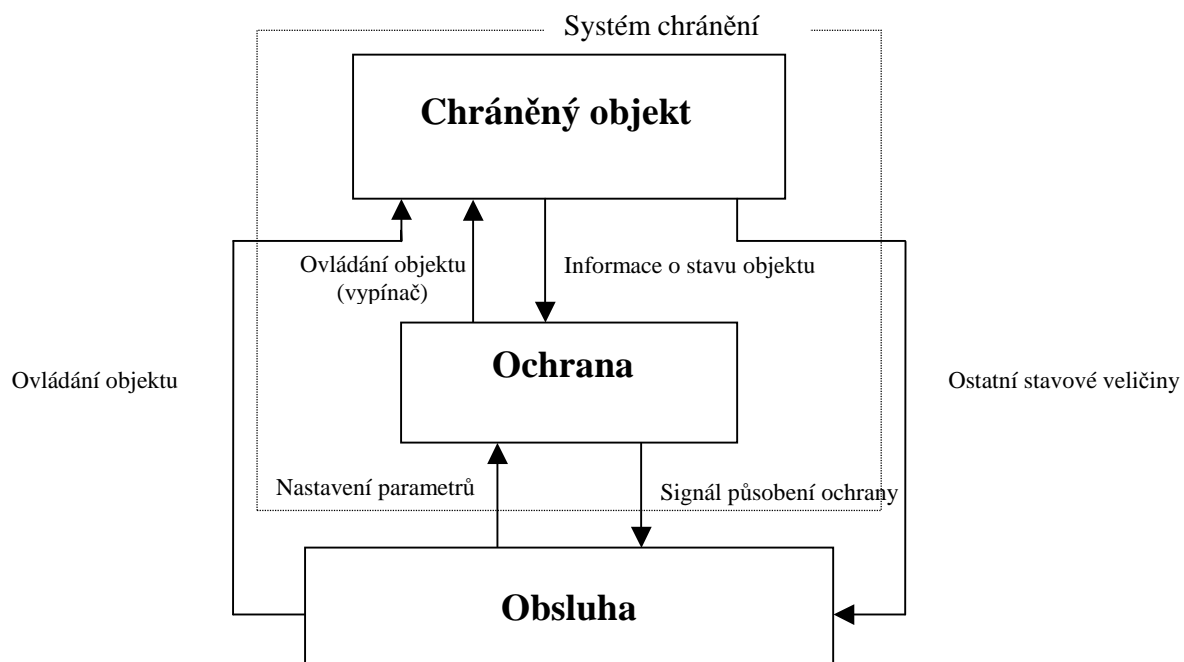 Systém chránění
Chráněný objekt
Ovládání objektu
(vypínač)
Informace o stavu objektu
Ochrana
Ovládání objektu
Ostatní stavové veličiny
Nastavení parametrů
Signál působení ochrany
Obsluha